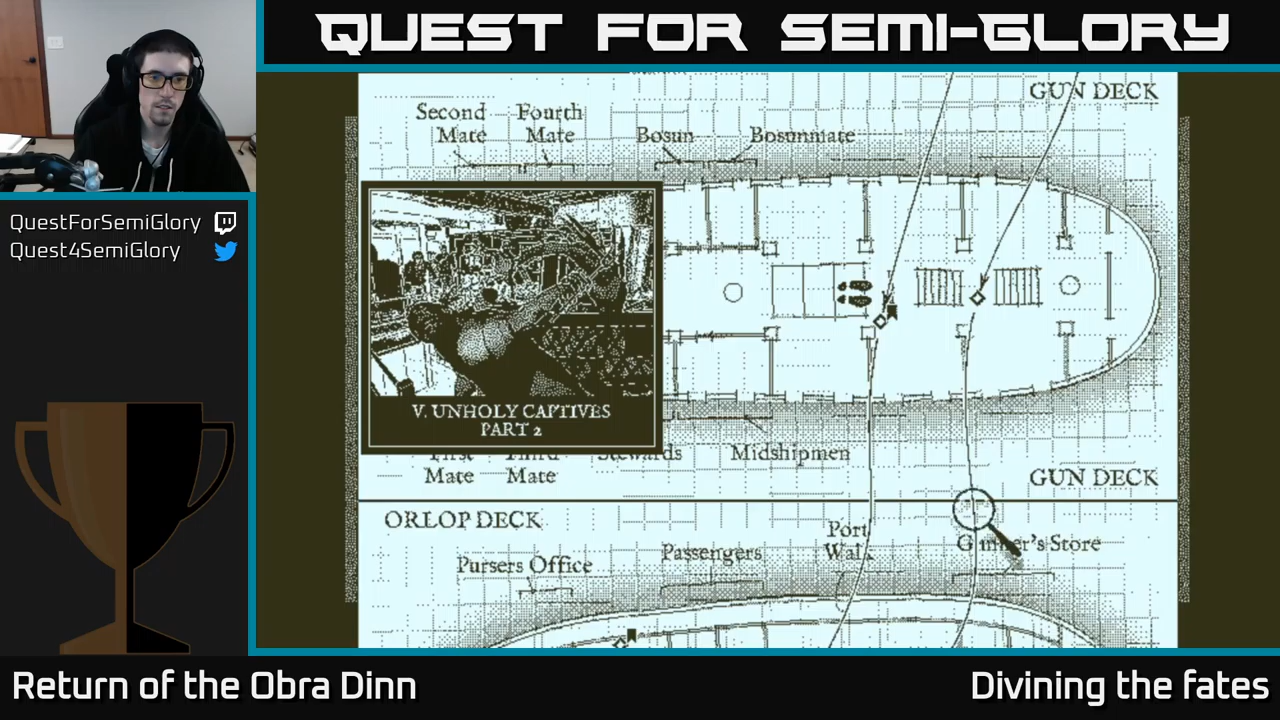 QUEST FOR SEMI-GLORY
QuestForSemiGlory
Quest4SemiGlory
GUN DECK
Second Mate
Fourth Mate
Bosun
Bosunmate
V. UNHOLY CAPTIVES
PART 2
First Mate
Third Mate
Stewards
Midshipmen
GUN DECK
ORLOP DECK
Pursers Office
Passengers
Port Walk
Gunner's Store
Return of the Obra Dinn
Divining the fates